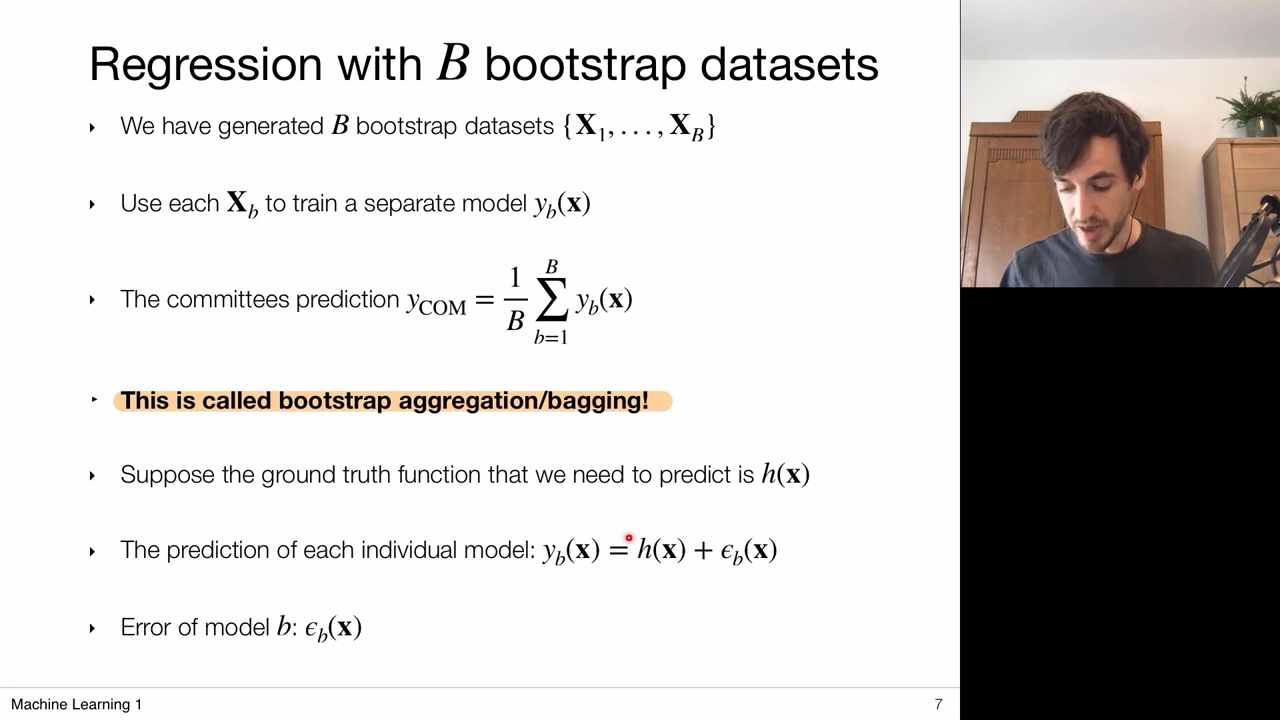 Regression with B bootstrap datasets
‣ We have generated B bootstrap datasets {X₁, . . . , X_B}
‣ Use each X_b to train a separate model y_b(x)
‣ The committees prediction y_COM = \frac{1}{B} \sum_{b=1}^{B} y_b(x)
‣ This is called bootstrap aggregation/bagging!
‣ Suppose the ground truth function that we need to predict is h(x)
‣ The prediction of each individual model: y_b(x) = h(x) + ϵ_b(x)
‣ Error of model b: ϵ_b(x)
Machine Learning 1
7